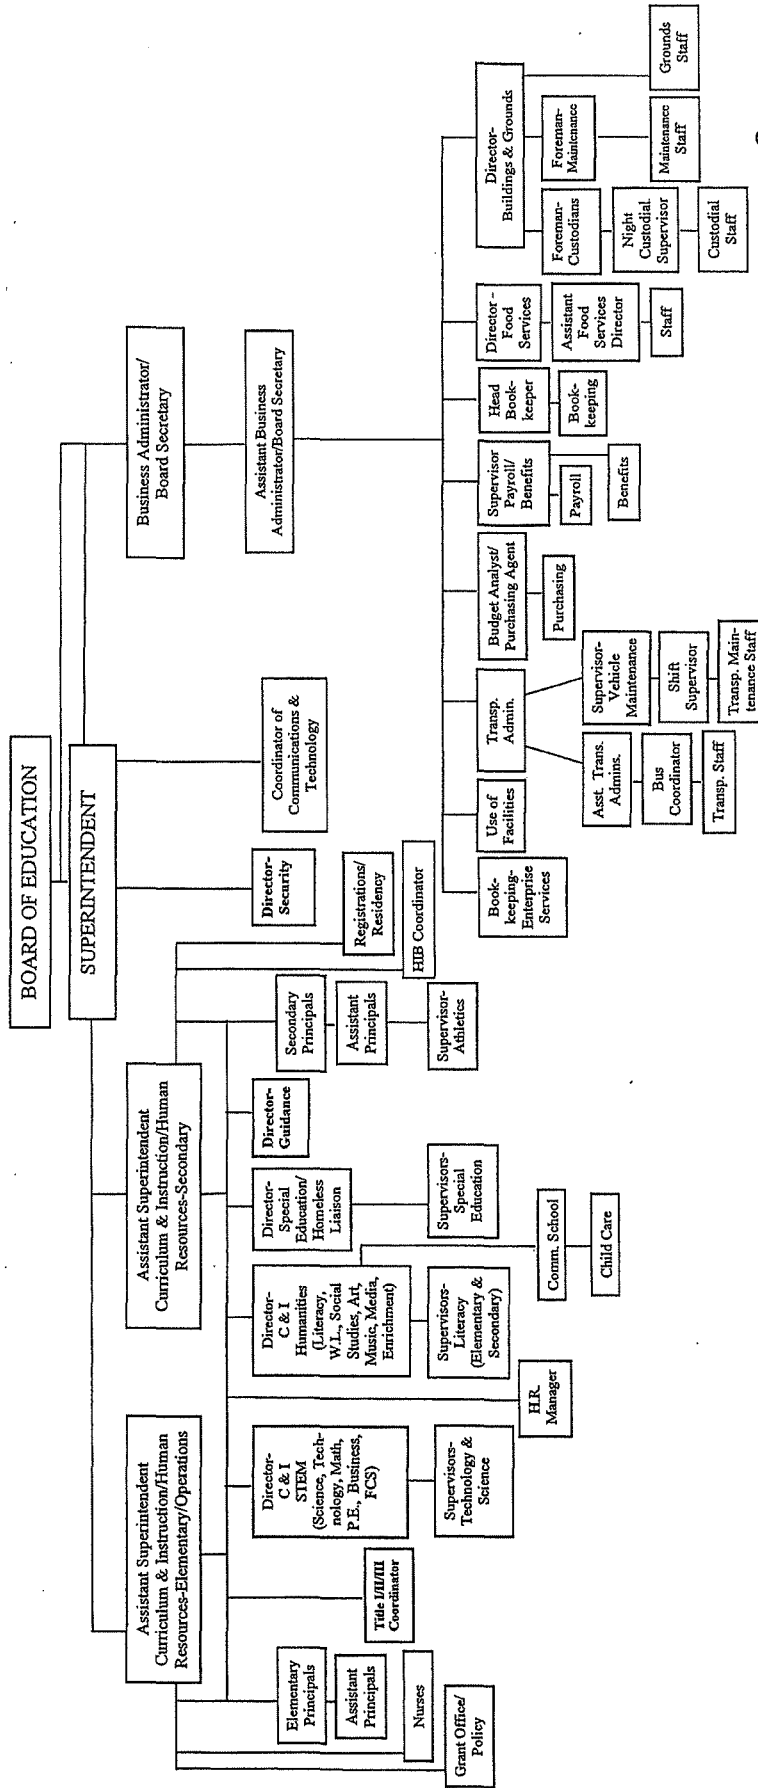 BOARD OF EDUCATION
SUPERINTENDENT
Assistant Superintendent
Curriculum & Instruction/Human
Resources-Elementary/Operations
Assistant Superintendent
Curriculum & Instruction/Human
Resources-Secondary
Business Administrator/
Board Secretary
Assistant Business
Administrator/Board Secretary
Director-
Security
Coordinator of
Communications &
Technology
Grant Office/
Policy
Nurses
Elementary
Principals
Assistant
Principals
Title I/II/III
Coordinator
Director-
C & I
STEM
(Science, Tech-
nology, Math,
P.E., Business,
FCS)
Supervisors-
Technology &
Science
H.R.
Manager
Director-
C & I
Humanities
(Literacy,
W.L., Social
Studies, Art,
Music, Media,
Enrichment)
Supervisors-
Literacy
(Elementary &
Secondary)
Comm. School
Child Care
Director-
Special
Education/
Homeless
Liaison
Supervisors-
Special
Education
Director-
Guidance
Secondary
Principals
Assistant
Principals
Supervisor-
Athletics
HIB Coordinator
Registrations/
Residency
Book-
keeping-
Enterprise
Services
Use of
Facilities
Transp.
Admin.
Asst. Trans.
Admins.
Bus
Coordinator
Transp. Staff
Supervisor-
Vehicle
Maintenance
Shift
Supervisor
Transp. Main-
tenance Staff
Budget Analyst/
Purchasing Agent
Purchasing
Supervisor
Payroll/
Benefits
Payroll
Benefits
Head
Book-
keeper
Book-
keeping
Director -
Food
Services
Assistant
Food
Services
Director
Staff
Director-
Buildings & Grounds
Foreman-
Custodians
Night
Custodial
Supervisor
Custodial
Staff
Foreman-
Maintenance
Maintenance
Staff
Grounds
Staff